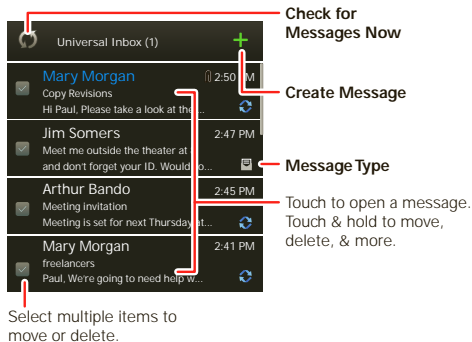 Check for
Messages Now
Universal Inbox (1)
Create Message
Mary Morgan 2:50 PM
Copy Revisions
Hi Paul, Please take a look at the...
Jim Somers 2:47 PM
Meet me outside the theater at
and don't forget your ID. Would
Message Type
Arthur Bando 2:45 PM
Meeting invitation
Meeting is set for next Thursday at...
Touch to open a message.
Touch & hold to move,
delete, & more.
Mary Morgan 2:41 PM
freelancers
Paul, We're going to need help w...
Select multiple items to
move or delete.